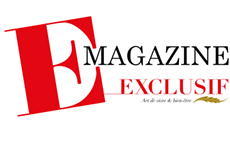 E MAGAZINE
EXCLUSIF
Art de vivre & bien-être